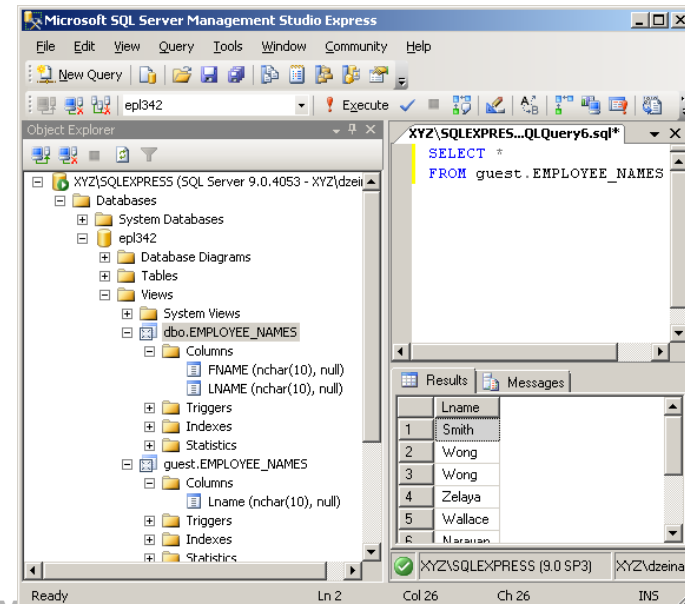 Microsoft SQL Server Management Studio Express
File Edit View Query Tools Window Community Help
New Query
epl342 Execute
Object Explorer
XYZ\SQLEXPRESS (SQL Server 9.0.4053 - XYZ\dzei
Databases
System Databases
epl342
Database Diagrams
Tables
Views
System Views
dbo.EMPLOYEE_NAMES
Columns
FNAME (nchar(10), null)
LNAME (nchar(10), null)
Triggers
Indexes
Statistics
guest.EMPLOYEE_NAMES
Columns
Lname (nchar(10), null)
Triggers
Indexes
Statistics
XYZ\SQLEXPRES...QLQuery6.sql*
SELECT *
FROM guest.EMPLOYEE_NAMES
Results Messages
Lname
1 Smith
2 Wong
3 Wong
4 Zelaya
5 Wallace
6 Narayan
XYZ\SQLEXPRESS (9.0 SP3) XYZ\dzeina
Ready Ln 2 Col 26 Ch 26 INS